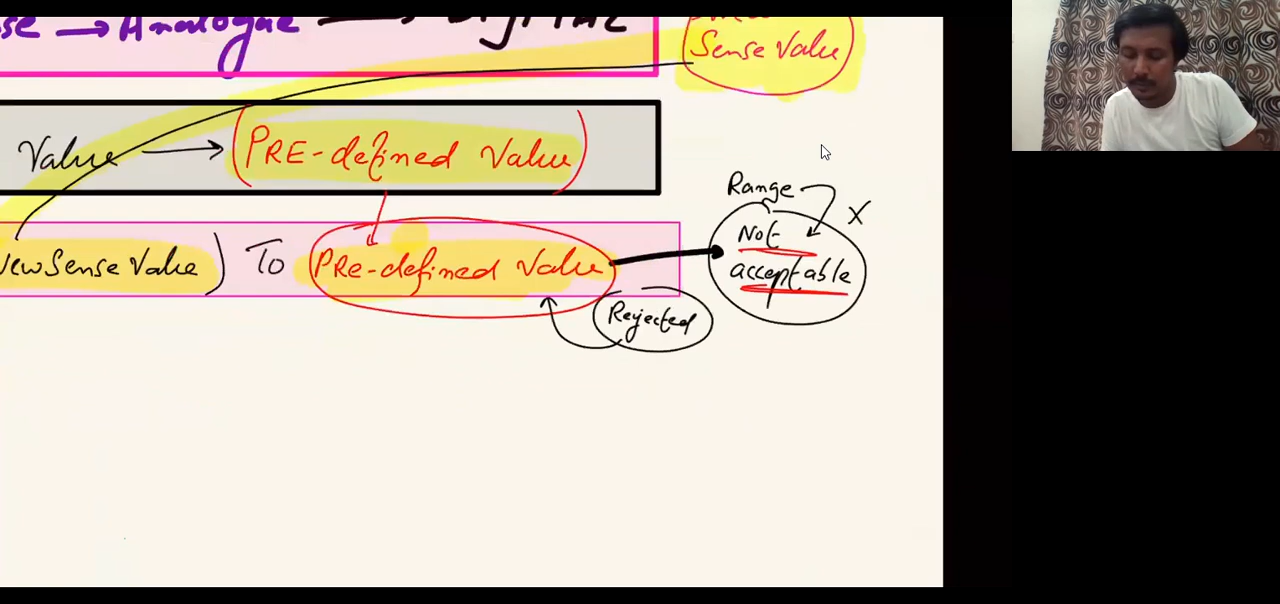 Analogue
Sense Value
Value → (PRE-defined Value)
Range X
Not
acceptable
NewSense Value) To PRe-defined Value
Rejected